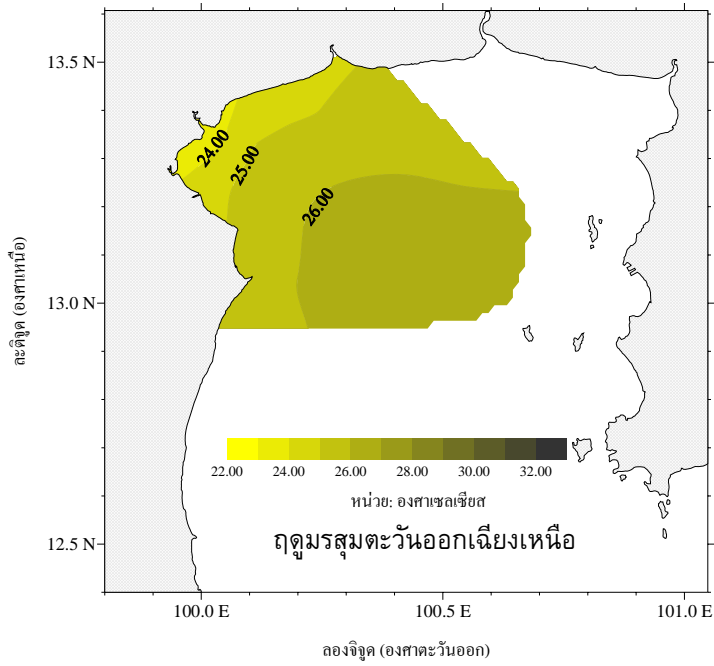 13.5 N
24.00
25.00
26.00
13.0 N
ละติจูด (องศาเหนือ)
22.00 24.00 26.00 28.00 30.00 32.00
หน่วย: องศาเซลเซียส
ฤดูมรสุมตะวันออกเฉียงเหนือ
12.5 N
100.0 E 100.5 E 101.0 E
ลองจิจูด (องศาตะวันออก)